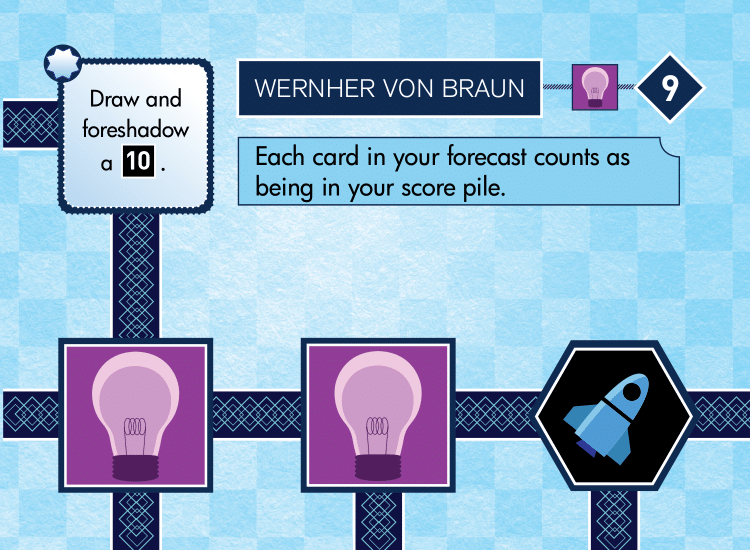 Draw and
foreshadow
a 10 .
WERNHER VON BRAUN
9
Each card in your forecast counts as
being in your score pile.